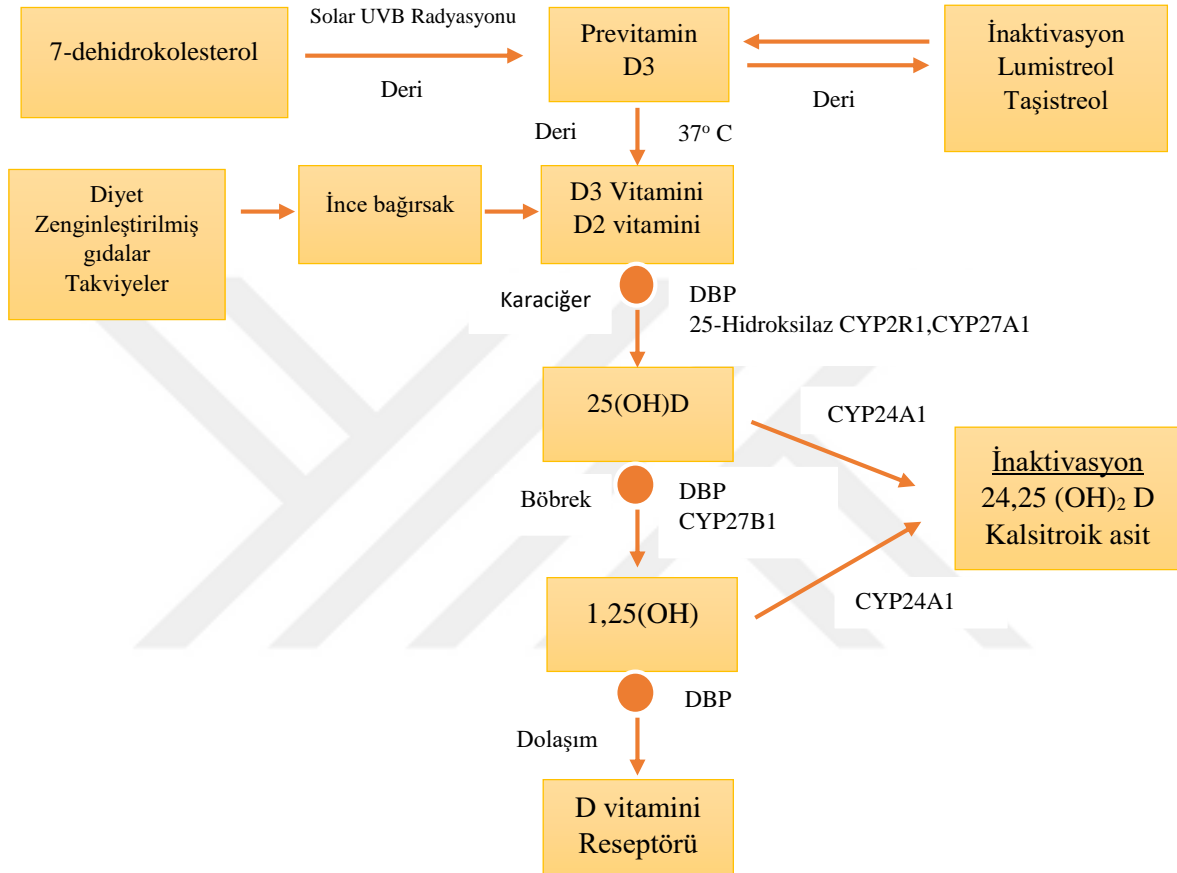 Solar UVB Radyasyonu
7-dehidrokolesterol
Deri
Previtamin
D3
Deri
İnaktivasyon
Lumistreol
Taşistreol
Deri
37º C
Diyet
Zenginleştirilmiş
gıdalar
Takviyeler
İnce bağırsak
D3 Vitamini
D2 vitamini
Karaciğer
DBP
25-Hidroksilaz CYP2R1,CYP27A1
25(OH)D
CYP24A1
İnaktivasyon
24,25 (OH)₂ D
Kalsitroik asit
Böbrek
DBP
CYP27B1
1,25(OH)
CYP24A1
DBP
Dolaşım
D vitamini
Reseptörü